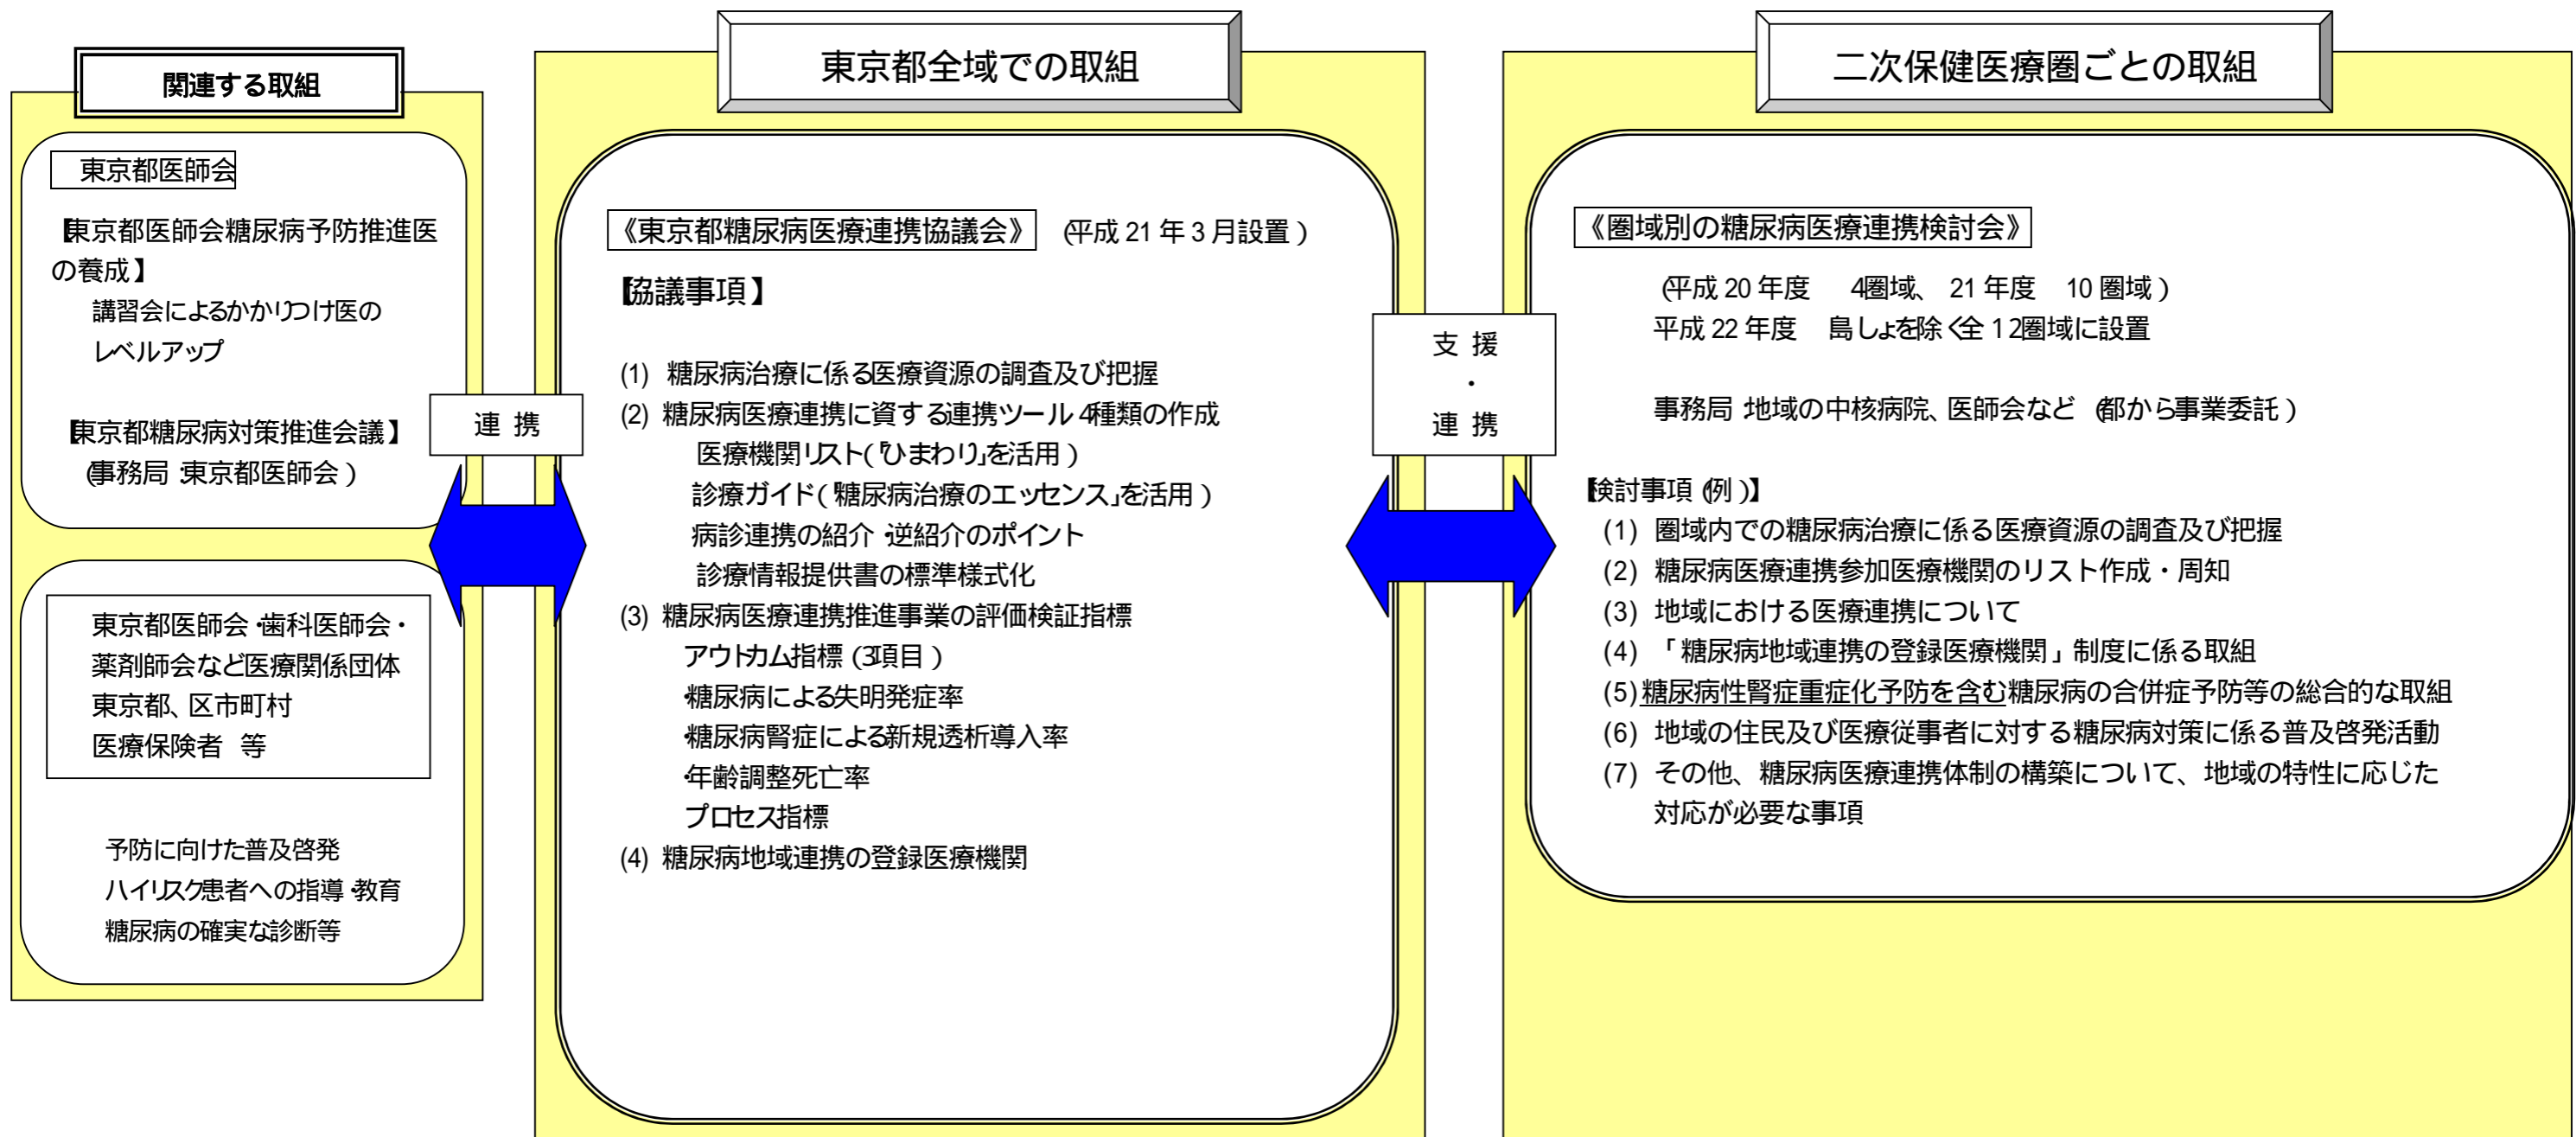 関連する取組
東京都医師会
【東京都医師会糖尿病予防推進医
の養成】
講習会によるかかりつけ医の
レベルアップ
【東京都糖尿病対策推進会議】
(事務局:東京都医師会)
東京都医師会・歯科医師会・
薬剤師会など医療関係団体
東京都、区市町村
医療保険者 等
予防に向けた普及啓発
ハイリスク患者への指導・教育
糖尿病の確実な診断等
連 携
東京都全域での取組
《東京都糖尿病医療連携協議会》 (平成 21 年 3 月設置)
【協議事項】
(1) 糖尿病治療に係る医療資源の調査及び把握
(2) 糖尿病医療連携に資する連携ツール 4種類の作成
医療機関リスト(「ひまわり」を活用)
診療ガイド(「糖尿病治療のエッセンス」を活用)
病診連携の紹介・逆紹介のポイント
診療情報提供書の標準様式化
(3) 糖尿病医療連携推進事業の評価検証指標
アウトカム指標(3項目)
・糖尿病による失明発症率
・糖尿病腎症による新規透析導入率
・年齢調整死亡率
プロセス指標
(4) 糖尿病地域連携の登録医療機関
支 援
・
連 携
二次保健医療圏ごとの取組
《圏域別の糖尿病医療連携検討会》
(平成 20 年度 4圏域、 21 年度 10 圏域)
平成 22 年度 島しょを除く全 12圏域に設置
事務局:地域の中核病院、医師会など (都から事業委託)
【検討事項(例)】
(1) 圏域内での糖尿病治療に係る医療資源の調査及び把握
(2) 糖尿病医療連携参加医療機関のリスト作成・周知
(3) 地域における医療連携について
(4) 「糖尿病地域連携の登録医療機関」制度に係る取組
(5) 糖尿病性腎症重症化予防を含む糖尿病の合併症予防等の総合的な取組
(6) 地域の住民及び医療従事者に対する糖尿病対策に係る普及啓発活動
(7) その他、糖尿病医療連携体制の構築について、地域の特性に応じた
対応が必要な事項